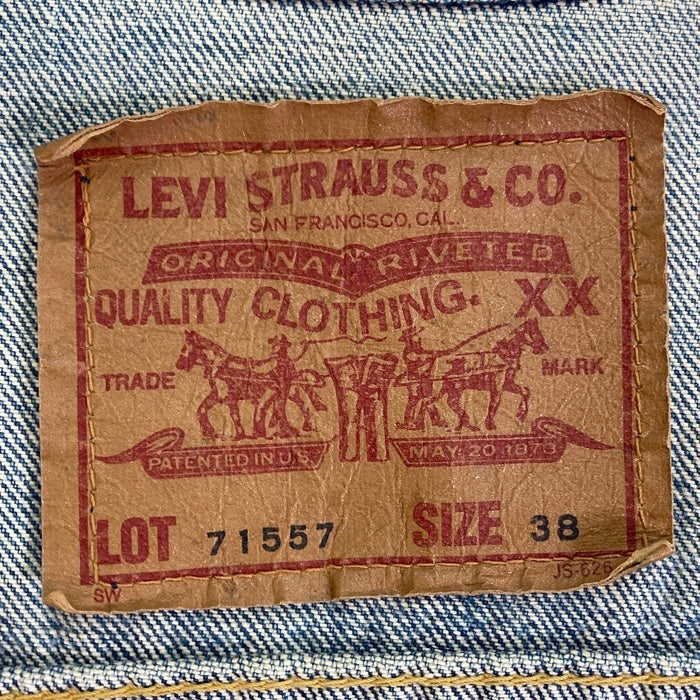 LEVI STRAUSS & CO.
SAN FRANCISCO, CAL.
ORIGINAL RIVETED
QUALITY CLOTHING. XX
TRADE MARK
PATENTED IN U.S. MAY 20 1873
LOT 71557 SIZE 38
SW JS-626